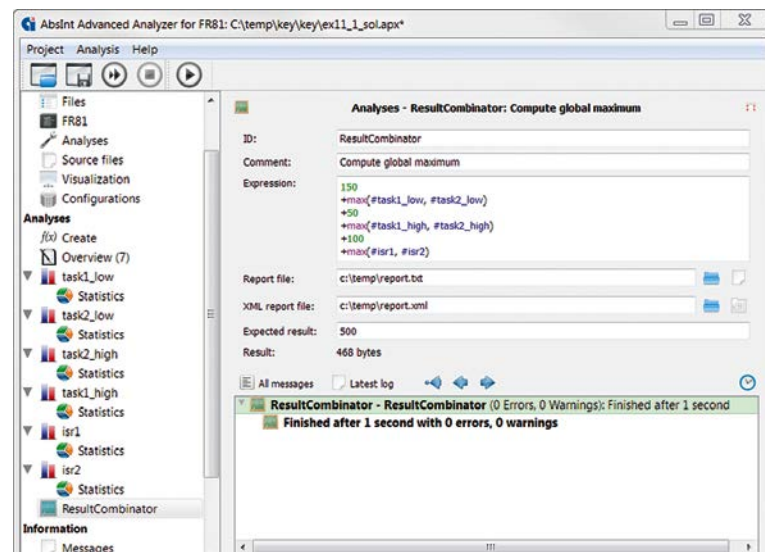 AbsInt Advanced Analyzer for FR81: C:\temp\key\key\ex11_1_sol.apx*
Project Analysis Help
Files
FR81
Analyses
Source files
Visualization
Configurations
Analyses
f(x) Create
Overview (7)
task1_low
Statistics
task2_low
Statistics
task2_high
Statistics
task1_high
Statistics
isr1
Statistics
isr2
Statistics
ResultCombinator
Information
Messages
Analyses - ResultCombinator: Compute global maximum
ID: ResultCombinator
Comment: Compute global maximum
Expression: 150
+max(#task1_low, #task2_low)
+50
+max(#task1_high, #task2_high)
+100
+max(#isr1, #isr2)
Report file: c:\temp\report.txt
XML report file: c:\temp\report.xml
Expected result: 500
Result: 468 bytes
All messages Latest log
ResultCombinator - ResultCombinator (0 Errors, 0 Warnings): Finished after 1 second
Finished after 1 second with 0 errors, 0 warnings